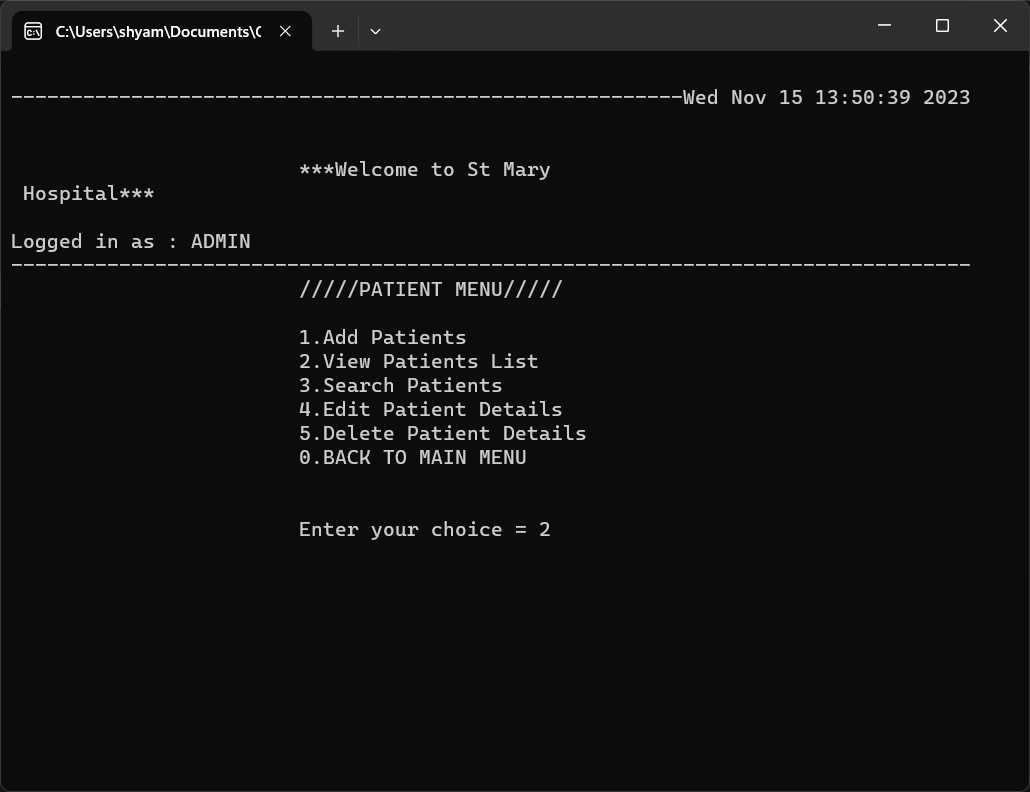 C:\Users\shyam\Documents\C
--------------------------------------------------------Wed Nov 15 13:50:39 2023
***Welcome to St Mary
Hospital***
Logged in as : ADMIN
--------------------------------------------------------------------------------
/////PATIENT MENU/////
1.Add Patients
2.View Patients List
3.Search Patients
4.Edit Patient Details
5.Delete Patient Details
0.BACK TO MAIN MENU
Enter your choice = 2